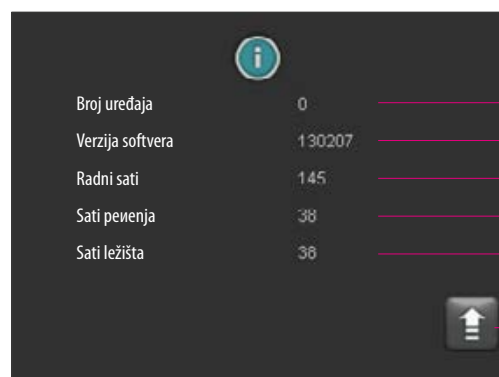 Broj uređaja 0
Verzija softvera 130207
Radni sati 145
Sati peиenja 38
Sati ležišta 38